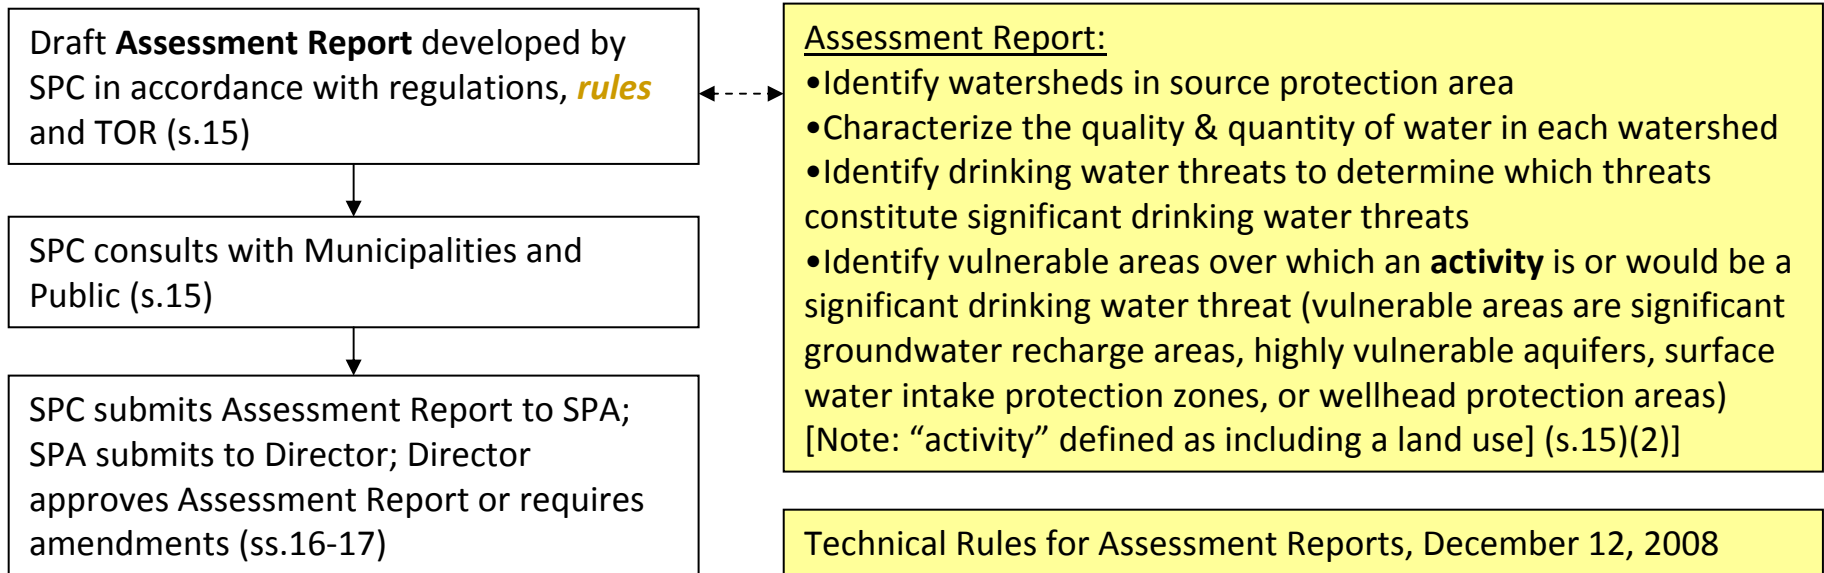 Draft Assessment Report developed by
SPC in accordance with regulations, rules
and TOR (s.15)
SPC consults with Municipalities and
Public (s.15)
SPC submits Assessment Report to SPA;
SPA submits to Director; Director
approves Assessment Report or requires
amendments (ss.16-17)
Assessment Report:
•Identify watersheds in source protection area
•Characterize the quality & quantity of water in each watershed
•Identify drinking water threats to determine which threats
constitute significant drinking water threats
•Identify vulnerable areas over which an activity is or would be a
significant drinking water threat (vulnerable areas are significant
groundwater recharge areas, highly vulnerable aquifers, surface
water intake protection zones, or wellhead protection areas)
[Note: “activity” defined as including a land use] (s.15)(2)]
Technical Rules for Assessment Reports, December 12, 2008